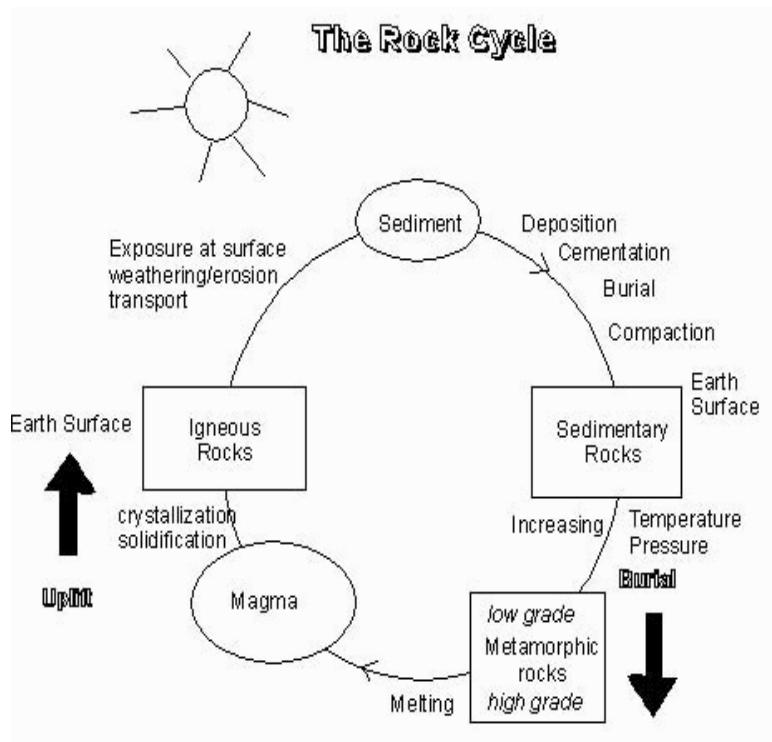 The Rock Cycle
Sediment
Deposition
Cementation
Burial
Compaction
Exposure at surface
weathering/erosion
transport
Earth Surface
Igneous
Rocks
Earth
Surface
Sedimentary
Rocks
crystallization
solidification
Increasing
Temperature
Pressure
Uplift
Burial
Magma
low grade
Metamorphic
rocks
high grade
Melting